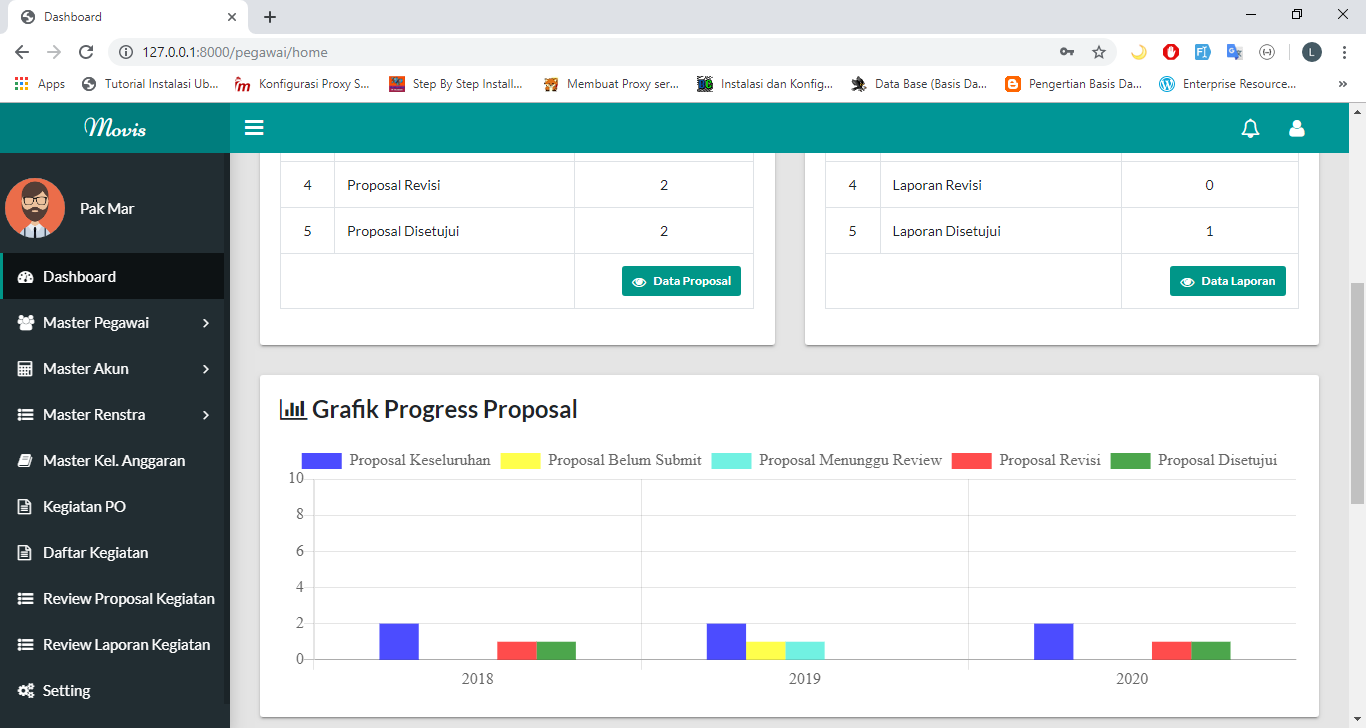 Dashboard
127.0.0.1:8000/pegawai/home
L
Apps
Tutorial Instalasi Ub...
Konfigurasi Proxy S...
Step By Step Install...
Membuat Proxy ser...
Instalasi dan Konfig...
Data Base (Basis Da...
Pengertian Basis Da...
Enterprise Resource...
»
Movis
Pak Mar
Dashboard
Master Pegawai
Master Akun
Master Renstra
Master Kel. Anggaran
Kegiatan PO
Daftar Kegiatan
Review Proposal Kegiatan
Review Laporan Kegiatan
Setting
4 Proposal Revisi 2
5 Proposal Disetujui 2
Data Proposal
4 Laporan Revisi 0
5 Laporan Disetujui 1
Data Laporan
Grafik Progress Proposal
Proposal Keseluruhan Proposal Belum Submit Proposal Menunggu Review Proposal Revisi Proposal Disetujui
10
8
6
4
2
0
2018 2019 2020